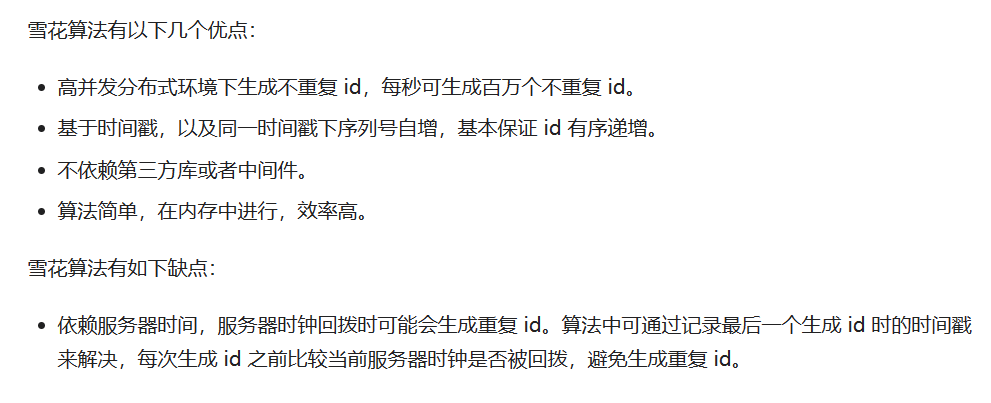 雪花算法有以下几个优点：
• 高并发分布式环境下生成不重复 id，每秒可生成百万个不重复 id。
• 基于时间戳，以及同一时间戳下序列号自增，基本保证 id 有序递增。
• 不依赖第三方库或者中间件。
• 算法简单，在内存中进行，效率高。
雪花算法有如下缺点：
• 依赖服务器时间，服务器时钟回拨时可能会生成重复 id。算法中可通过记录最后一个生成 id 时的时间戳
来解决，每次生成 id 之前比较当前服务器时钟是否被回拨，避免生成重复 id。